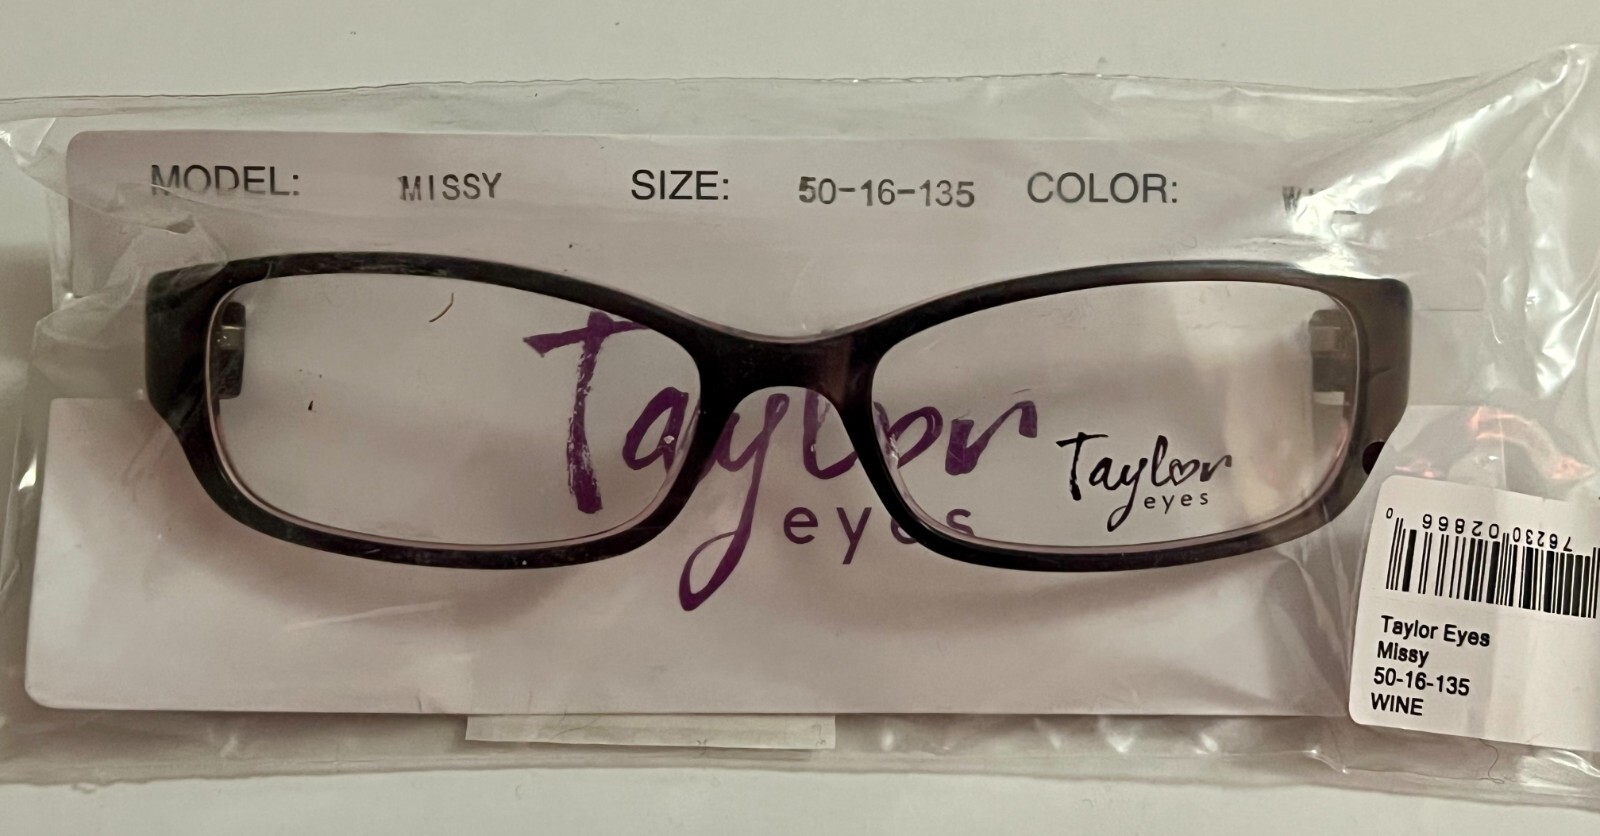 MODEL: MISSY SIZE: 50-16-135 COLOR:
Taylor
eyes
Taylor
eyes
76230 02866 0
Taylor Eyes
Missy
50-16-135
WINE